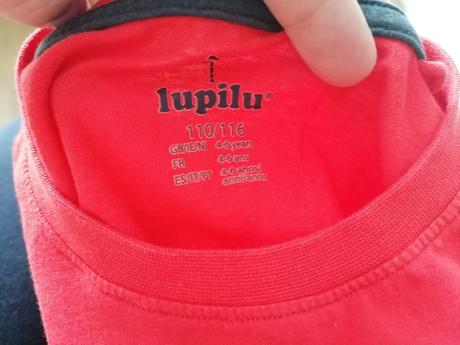 lupilu®
110/116
GB/IE/NI 4-6 years
FR 4-6 ans
ES/IT/PT 4-6 años/
anni/anos